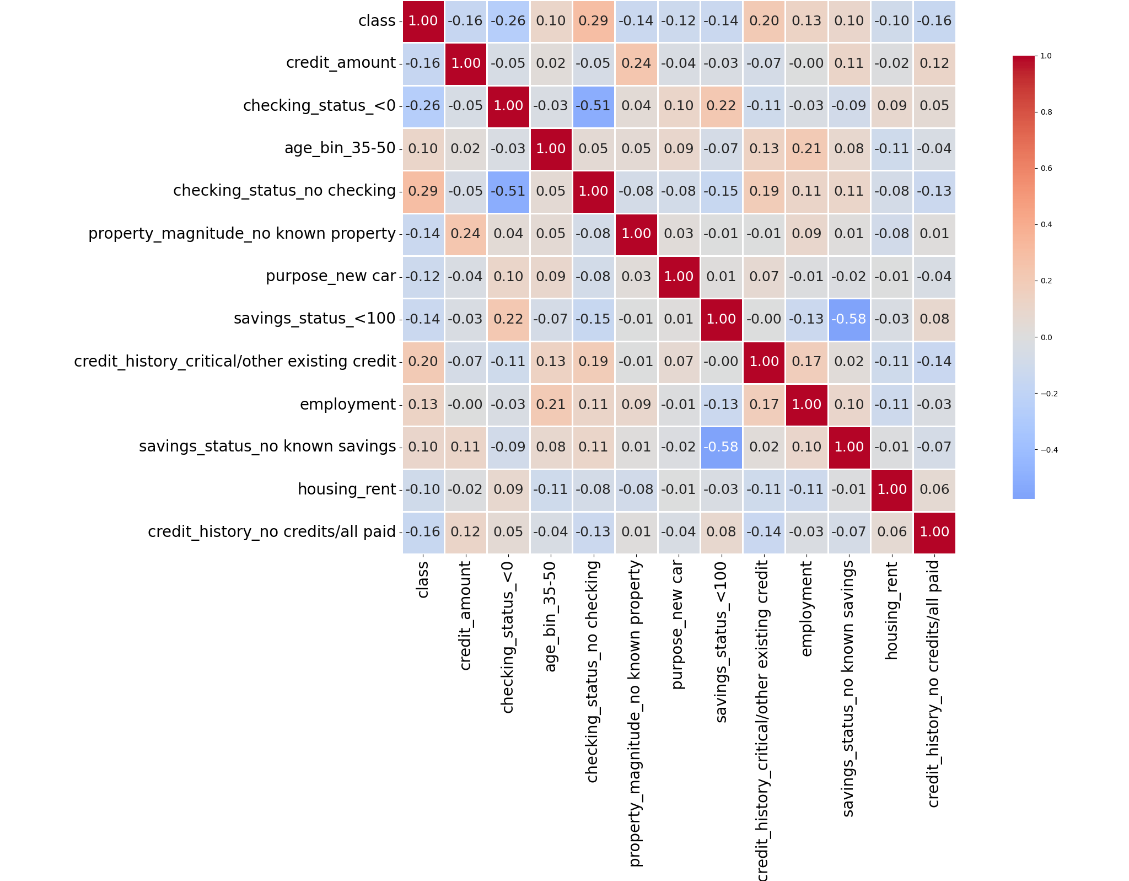 class 1.00 -0.16 -0.26 0.10 0.29 -0.14 -0.12 -0.14 0.20 0.13 0.10 -0.10 -0.16
credit_amount -0.16 1.00 -0.05 0.02 -0.05 0.24 -0.04 -0.03 -0.07 -0.00 0.11 -0.02 0.12
checking_status_<0 -0.26 -0.05 1.00 -0.03 -0.51 0.04 0.10 0.22 -0.11 -0.03 -0.09 0.09 0.05
age_bin_35-50 0.10 0.02 -0.03 1.00 0.05 0.05 0.09 -0.07 0.13 0.21 0.08 -0.11 -0.04
checking_status_no checking 0.29 -0.05 -0.51 0.05 1.00 -0.08 -0.08 -0.15 0.19 0.11 0.11 -0.08 -0.13
property_magnitude_no known property -0.14 0.24 0.04 0.05 -0.08 1.00 0.03 -0.01 -0.01 0.09 0.01 -0.08 0.01
purpose_new car -0.12 -0.04 0.10 0.09 -0.08 0.03 1.00 0.01 0.07 -0.01 -0.02 -0.01 -0.04
savings_status_<100 -0.14 -0.03 0.22 -0.07 -0.15 -0.01 0.01 1.00 -0.00 -0.13 -0.58 -0.03 0.08
credit_history_critical/other existing credit 0.20 -0.07 -0.11 0.13 0.19 -0.01 0.07 -0.00 1.00 0.17 0.02 -0.11 -0.14
employment 0.13 -0.00 -0.03 0.21 0.11 0.09 -0.01 -0.13 0.17 1.00 0.10 -0.11 -0.03
savings_status_no known savings 0.10 0.11 -0.09 0.08 0.11 0.01 -0.02 -0.58 0.02 0.10 1.00 -0.01 -0.07
housing_rent -0.10 -0.02 0.09 -0.11 -0.08 -0.08 -0.01 -0.03 -0.11 -0.11 -0.01 1.00 0.06
credit_history_no credits/all paid -0.16 0.12 0.05 -0.04 -0.13 0.01 -0.04 0.08 -0.14 -0.03 -0.07 0.06 1.00
class
credit_amount
checking_status_<0
age_bin_35-50
checking_status_no checking
property_magnitude_no known property
purpose_new car
savings_status_<100
credit_history_critical/other existing credit
employment
savings_status_no known savings
housing_rent
credit_history_no credits/all paid
1.0
0.8
0.6
0.4
0.2
0.0
−0.2
−0.4